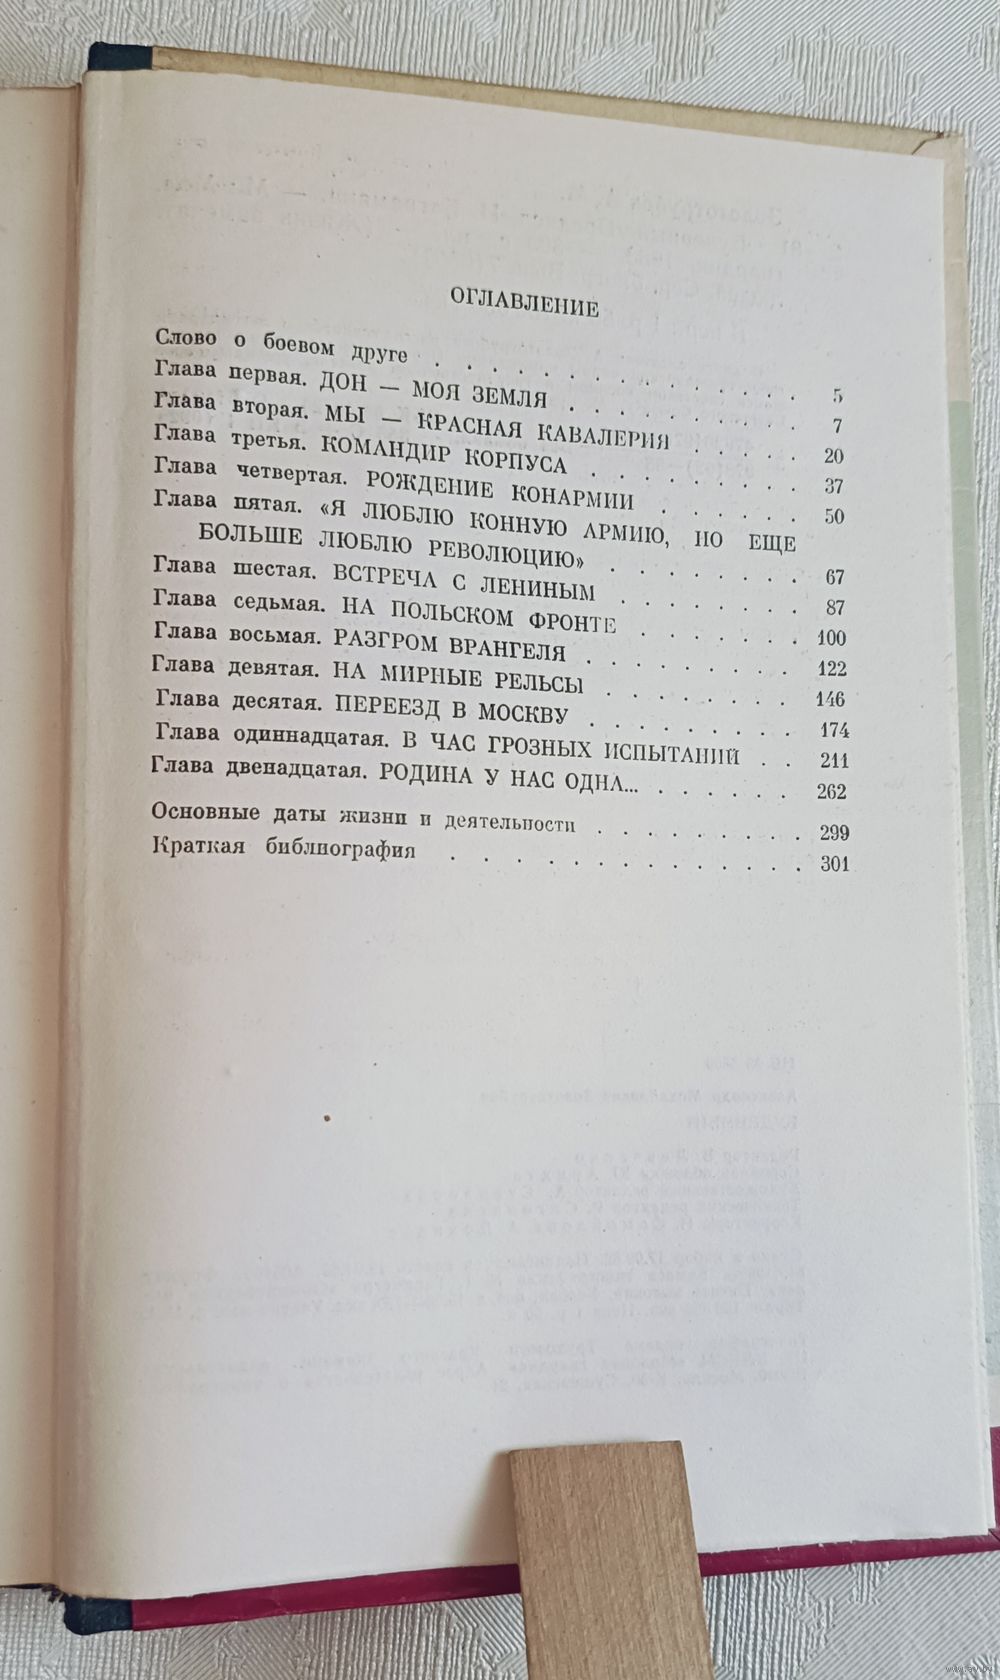 ОГЛАВЛЕНИЕ
Слово о боевом друге . . . . . . . . . . . . . . 5
Глава первая. ДОН — МОЯ ЗЕМЛЯ . . . . . . . . . . 7
Глава вторая. МЫ — КРАСНАЯ КАВАЛЕРИЯ . . . . . 20
Глава третья. КОМАНДИР КОРПУСА . . . . . . . . 37
Глава четвертая. РОЖДЕНИЕ КОНАРМИИ . . . . . . 50
Глава пятая. «Я ЛЮБЛЮ КОННУЮ АРМИЮ, НО ЕЩЕ
БОЛЬШЕ ЛЮБЛЮ РЕВОЛЮЦИЮ» . . . . . . . . 67
Глава шестая. ВСТРЕЧА С ЛЕНИНЫМ . . . . . . . . 87
Глава седьмая. НА ПОЛЬСКОМ ФРОНТЕ . . . . . . . 100
Глава восьмая. РАЗГРОМ ВРАНГЕЛЯ . . . . . . . . 122
Глава девятая. НА МИРНЫЕ РЕЛЬСЫ . . . . . . . 146
Глава десятая. ПЕРЕЕЗД В МОСКВУ . . . . . . . . 174
Глава одиннадцатая. В ЧАС ГРОЗНЫХ ИСПЫТАНИЙ . . 211
Глава двенадцатая. РОДИНА У НАС ОДНА... . . . . . . 262
Основные даты жизни и деятельности . . . . . . . . 299
Краткая библиография . . . . . . . . . . . . 301